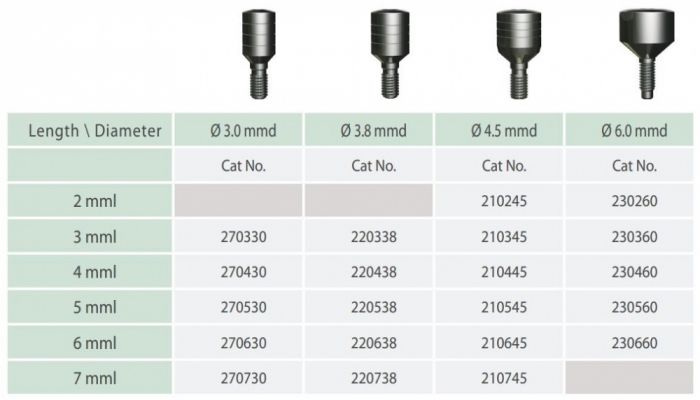 Length \ Diameter Ø 3.0 mmd Ø 3.8 mmd Ø 4.5 mmd Ø 6.0 mmd
Cat No. Cat No. Cat No. Cat No.
2 mml 210245 230260
3 mml 270330 220338 210345 230360
4 mml 270430 220438 210445 230460
5 mml 270530 220538 210545 230560
6 mml 270630 220638 210645 230660
7 mml 270730 220738 210745